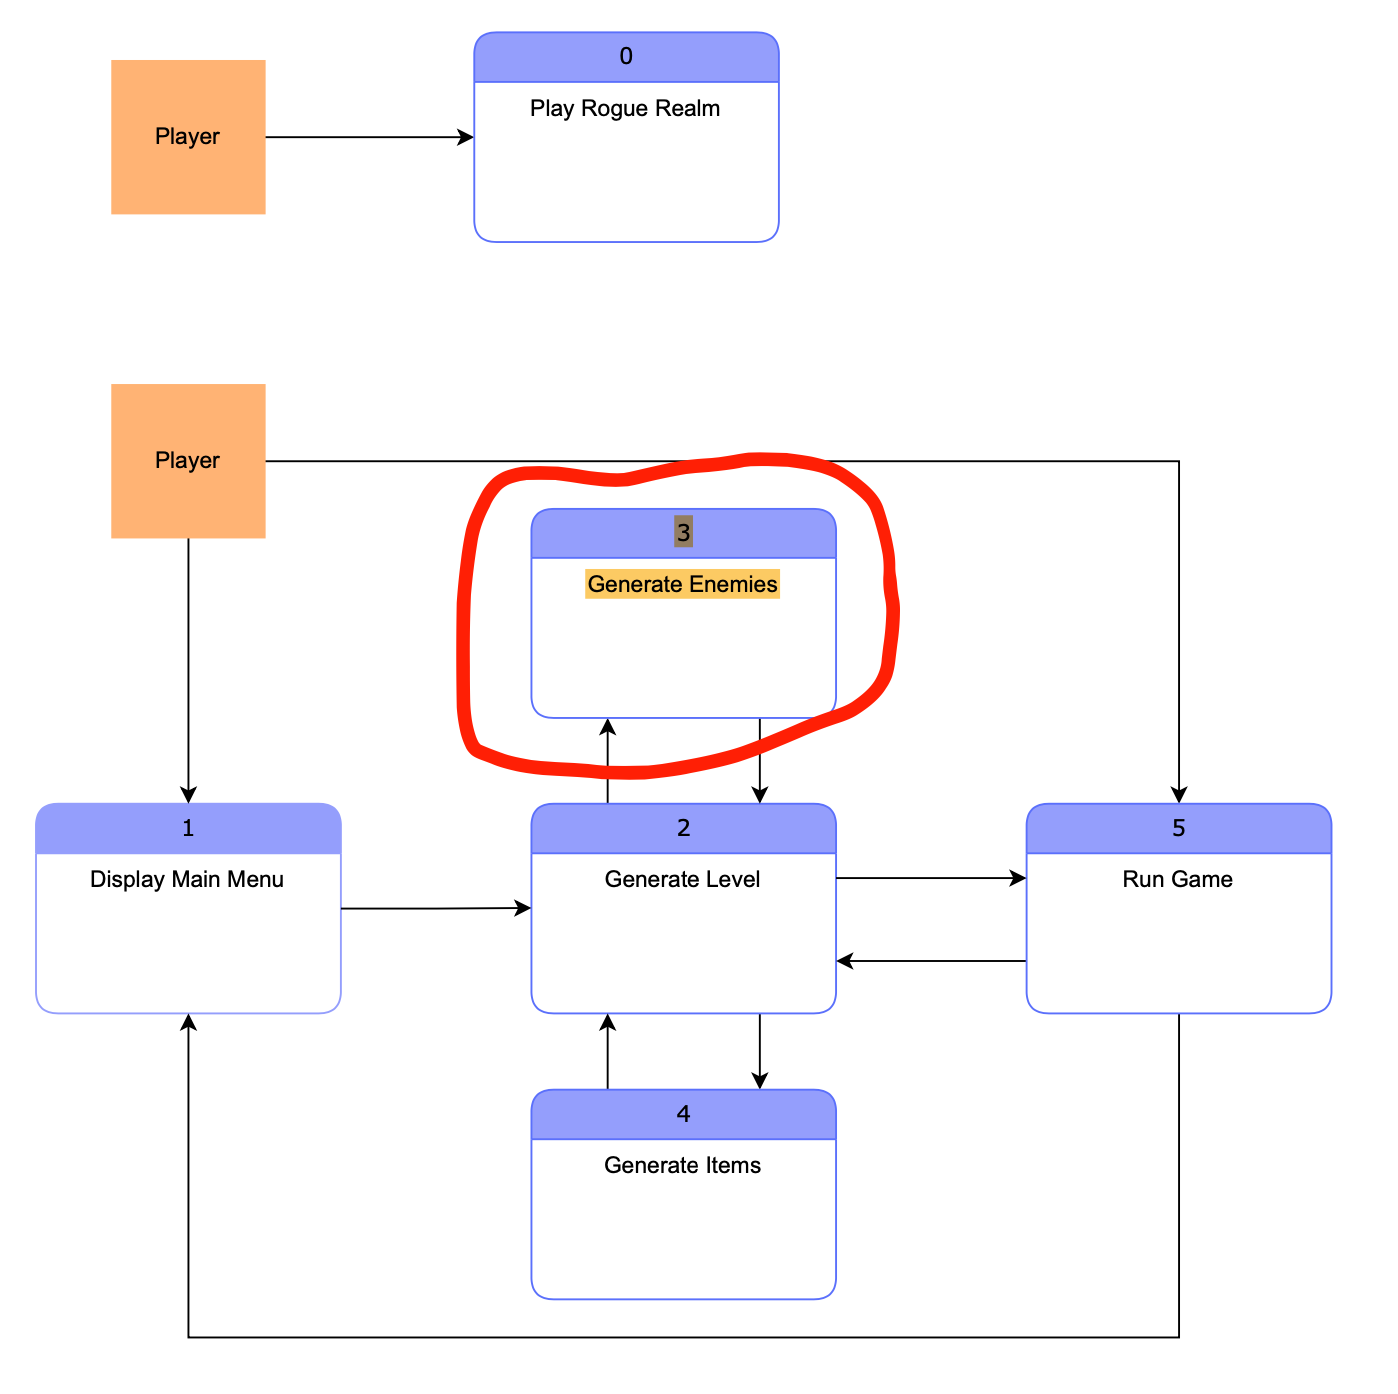 0
Play Rogue Realm
Player
Player
3
Generate Enemies
1
Display Main Menu
2
Generate Level
5
Run Game
4
Generate Items